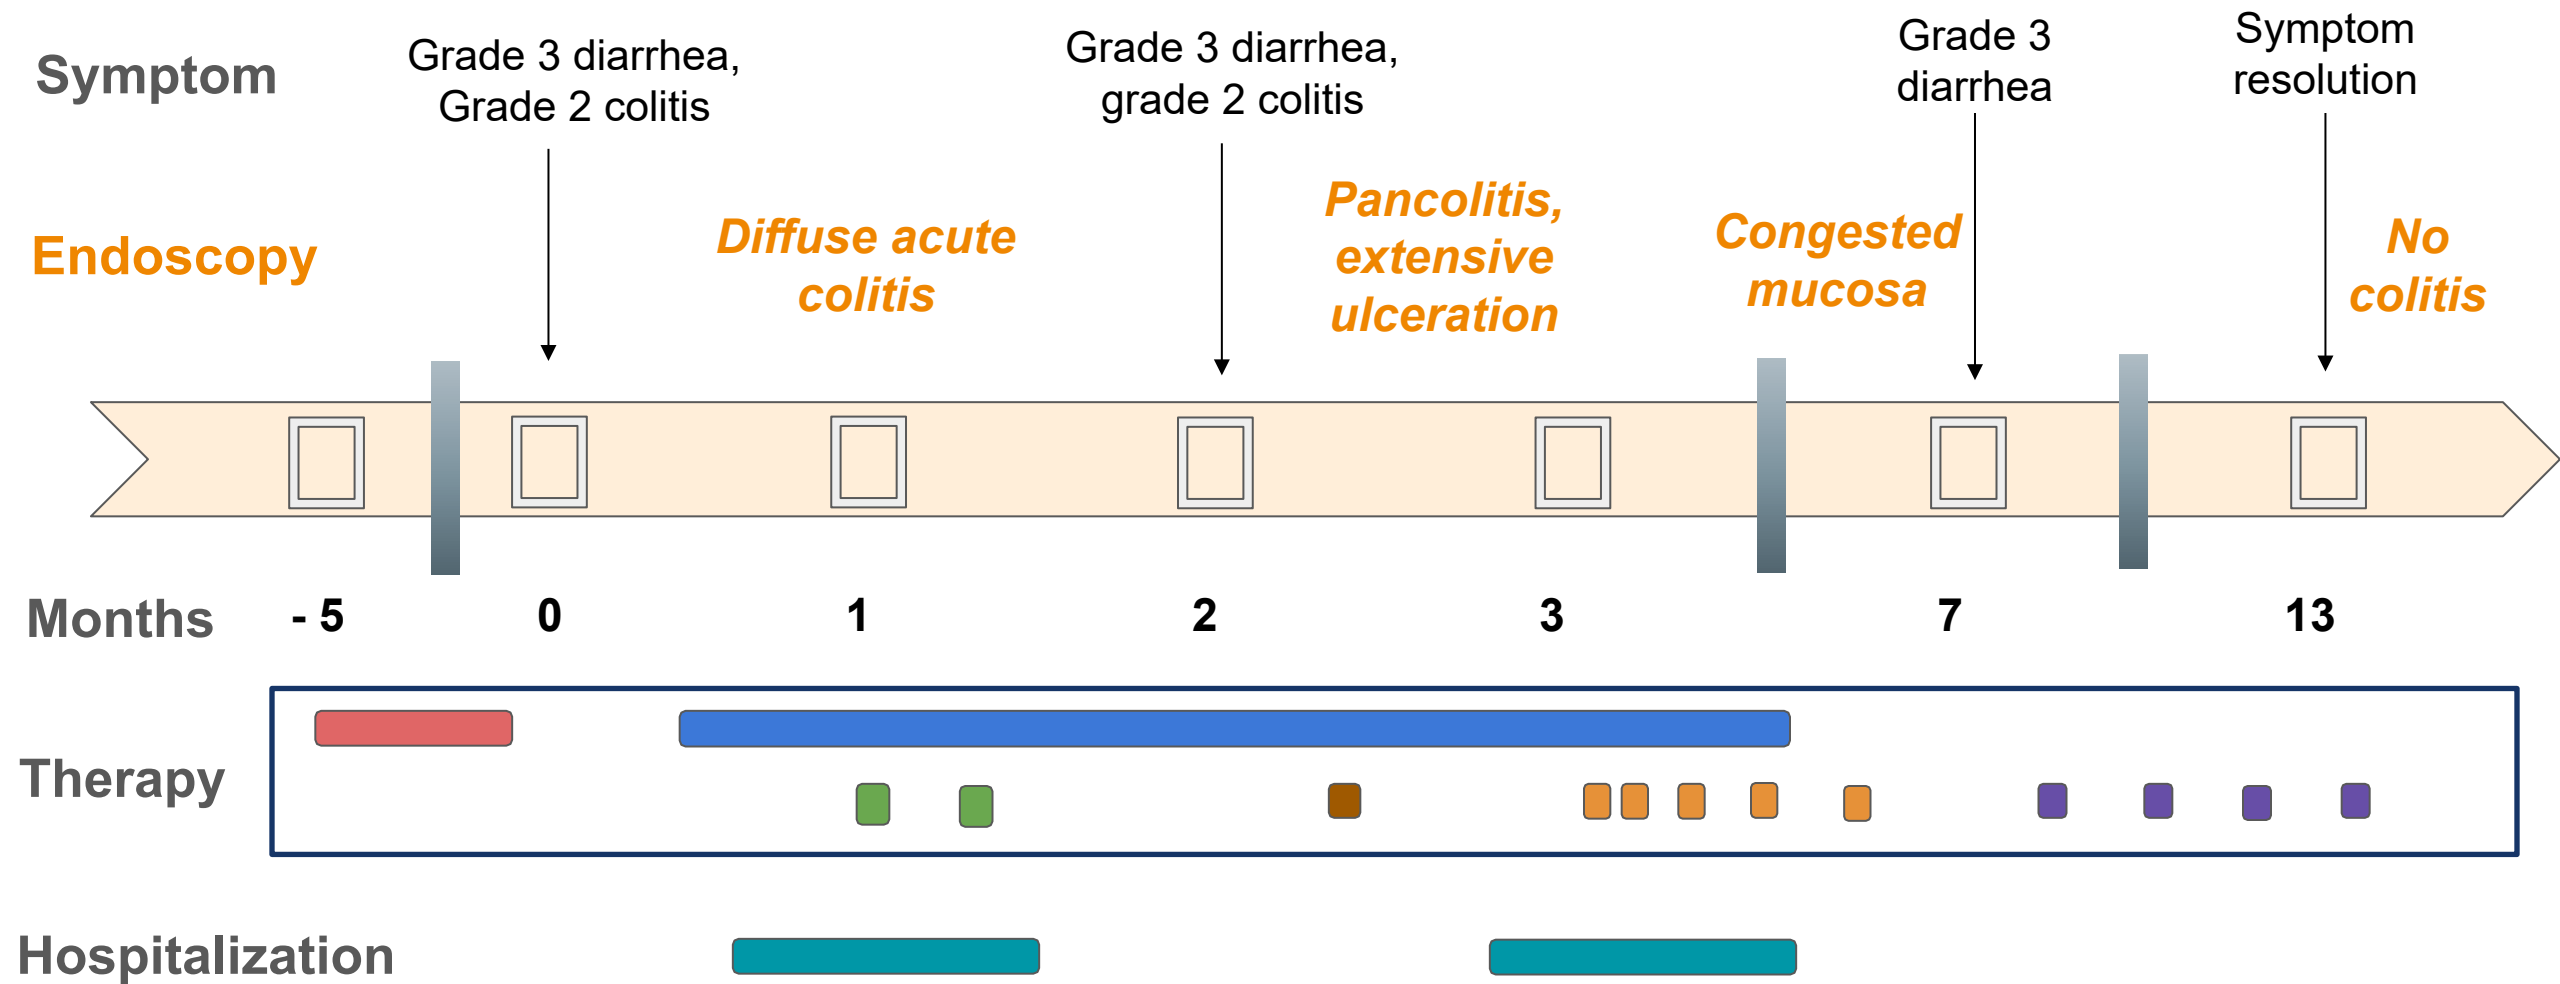 Symptom
Grade 3 diarrhea,
Grade 2 colitis
Grade 3 diarrhea,
grade 2 colitis
Grade 3
diarrhea
Symptom
resolution
Endoscopy
Diffuse acute
colitis
Pancolitis,
extensive
ulceration
Congested
mucosa
No
colitis
Months
- 5 0 1 2 3 7 13
Therapy
Hospitalization